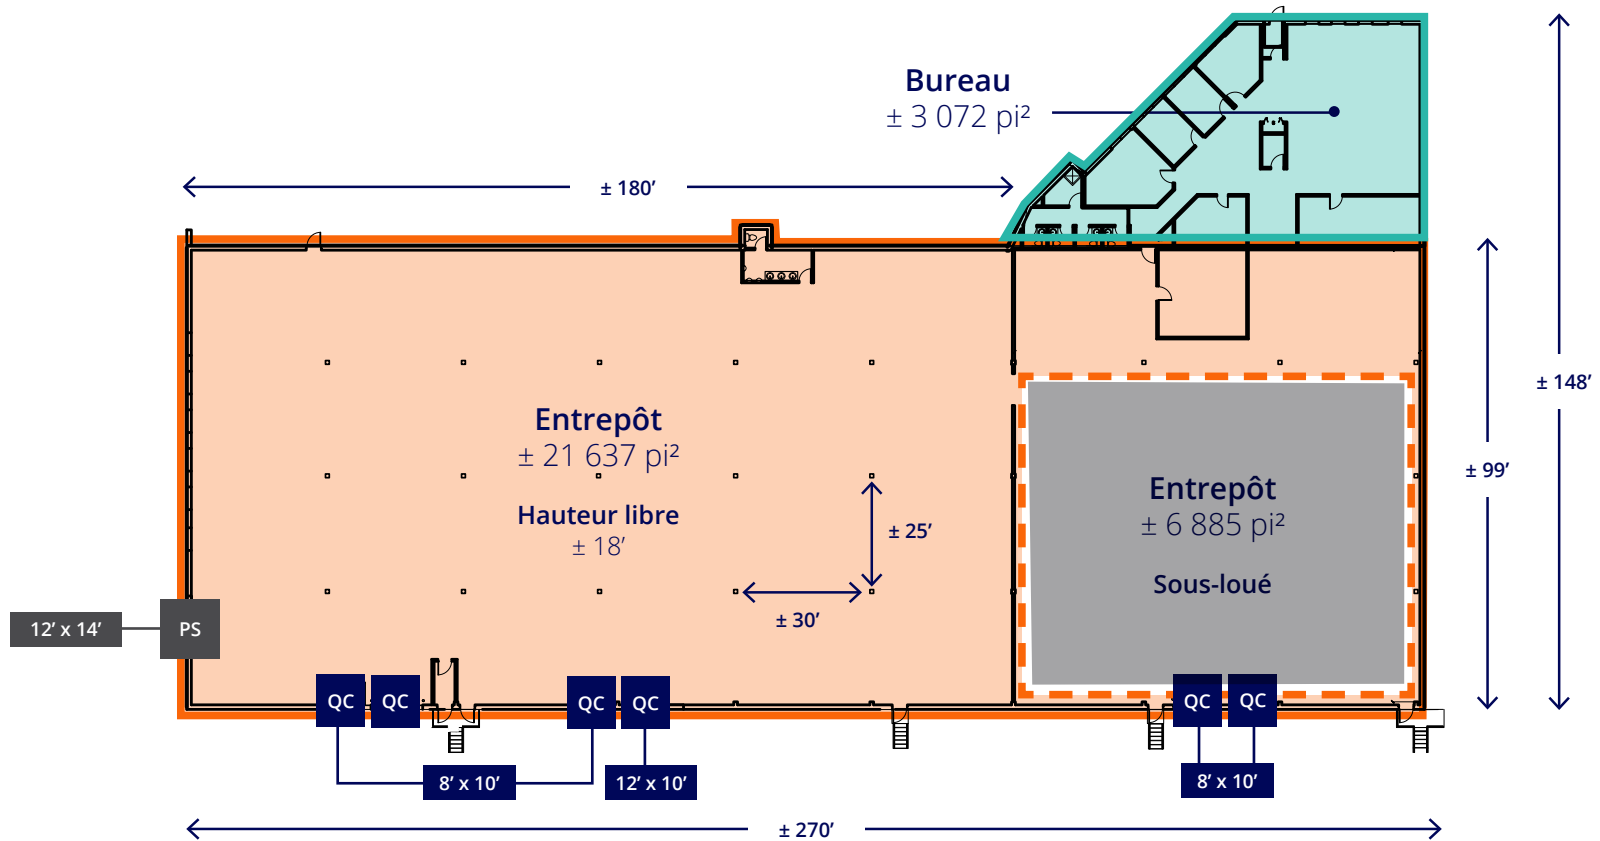 Bureau
± 3 072 pi²
± 180’
± 148’
Entrepôt
± 21 637 pi²
Hauteur libre
± 18’
± 25’
± 30’
± 99’
Entrepôt
± 6 885 pi²
Sous-loué
12’ x 14’
PS
QC
QC
QC
QC
QC
QC
8’ x 10’
12’ x 10’
8’ x 10’
± 270’